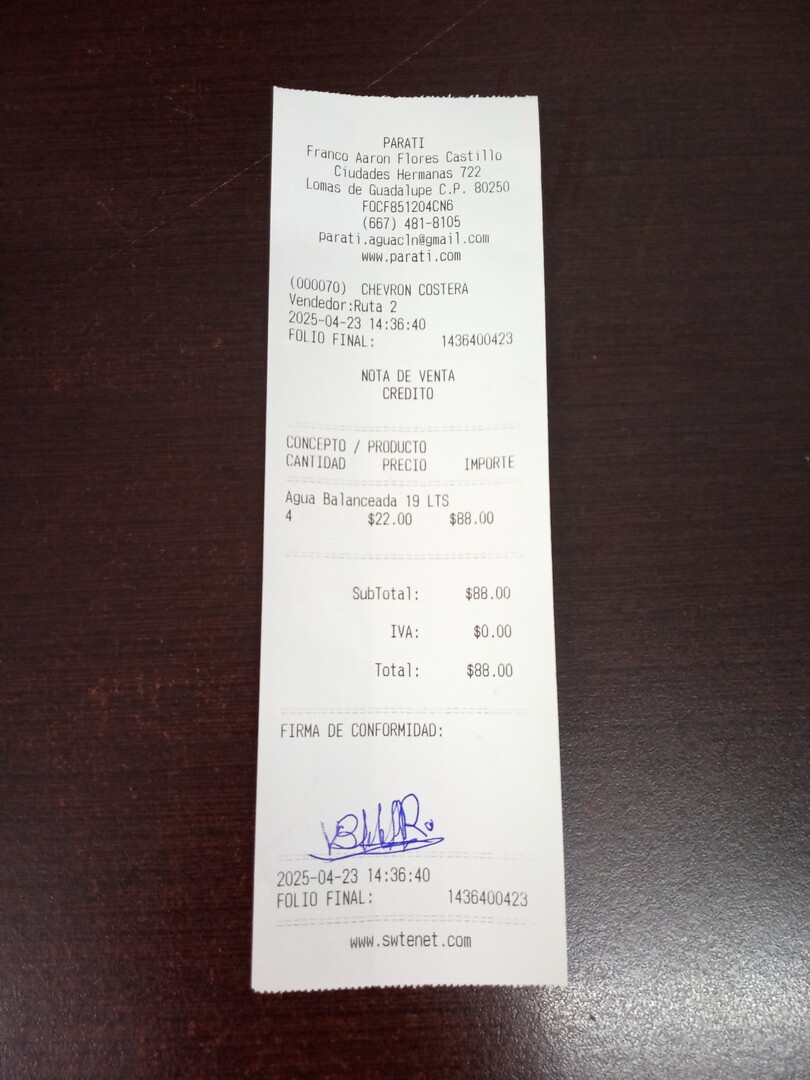 PARATI
Franco Aaron Flores Castillo
Ciudades Hermanas 722
Lomas de Guadalupe C.P. 80250
FOCF851204CN6
(667) 481-8105
parati.aguacln@gmail.com
www.parati.com
(000070) CHEVRON COSTERA
Vendedor:Ruta 2
2025-04-23 14:36:40
FOLIO FINAL: 1436400423
NOTA DE VENTA
CREDITO
CONCEPTO / PRODUCTO
CANTIDAD PRECIO IMPORTE
Agua Balanceada 19 LTS
4 $22.00 $88.00
SubTotal: $88.00
IVA: $0.00
Total: $88.00
FIRMA DE CONFORMIDAD:
2025-04-23 14:36:40
FOLIO FINAL: 1436400423
www.swtenet.com